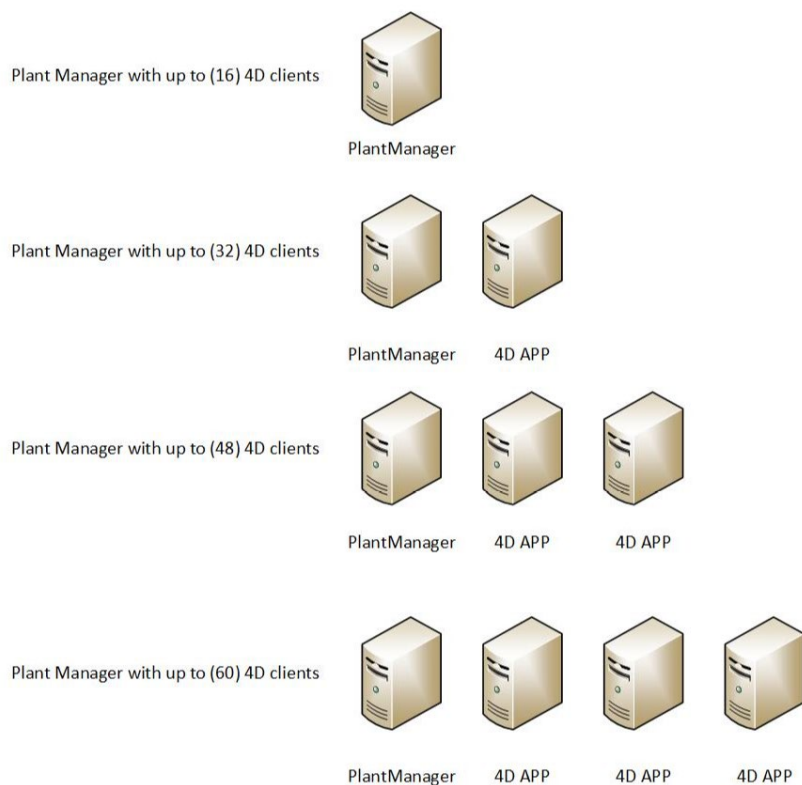 Plant Manager with up to (16) 4D clients
PlantManager
Plant Manager with up to (32) 4D clients
PlantManager 4D APP
Plant Manager with up to (48) 4D clients
PlantManager 4D APP 4D APP
Plant Manager with up to (60) 4D clients
PlantManager 4D APP 4D APP 4D APP